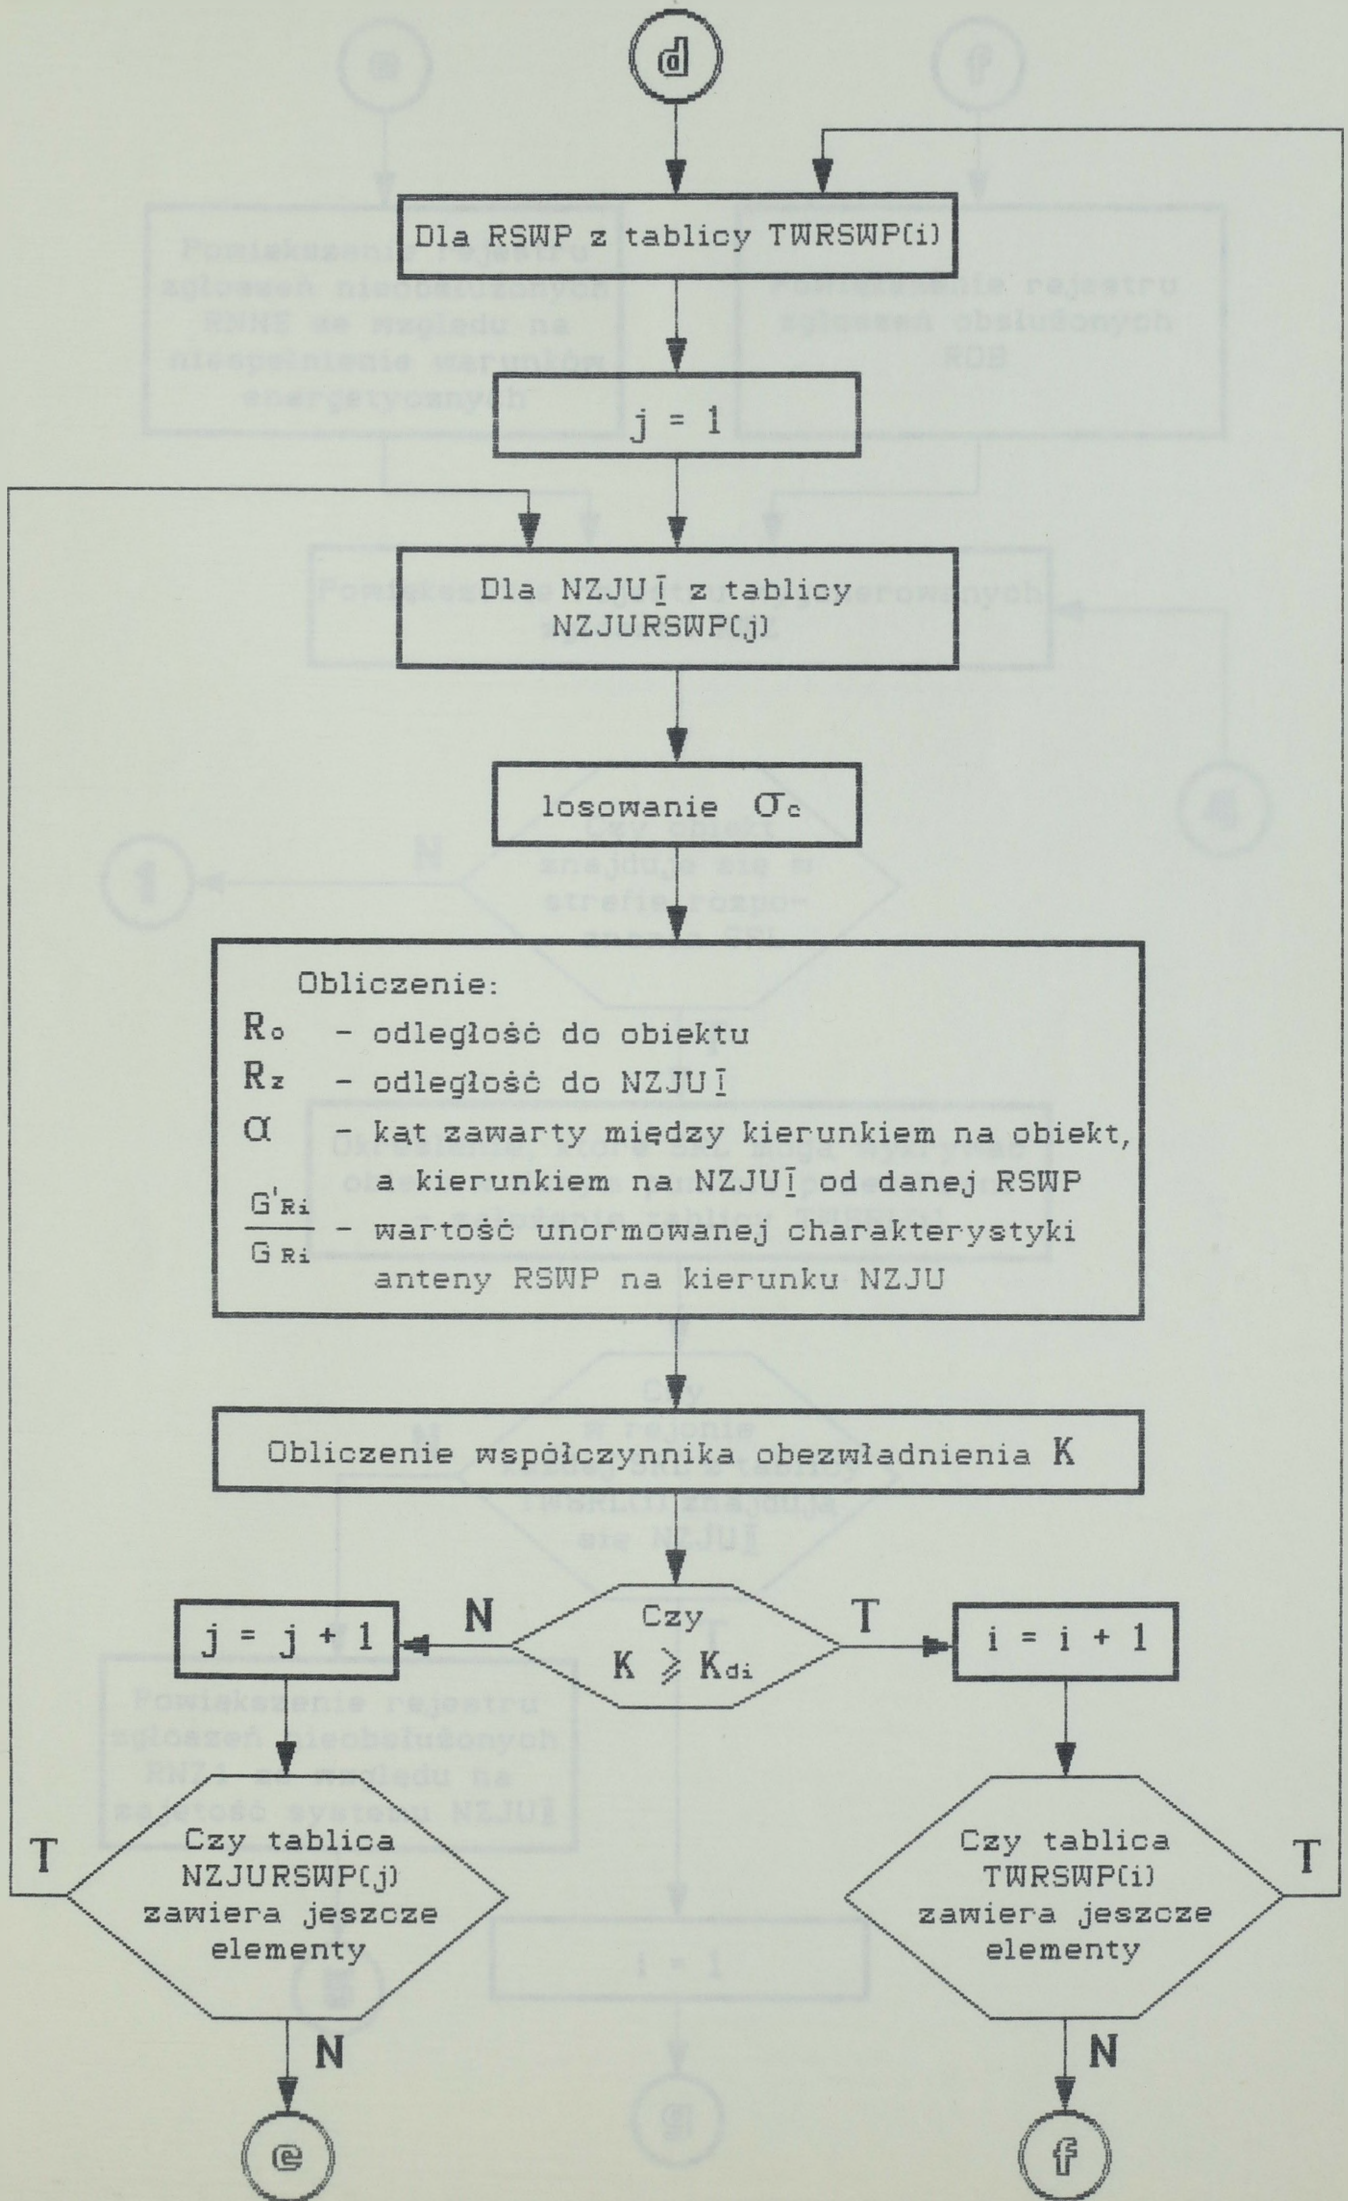 d
Dla RSWP z tablicy TWRSWP(i)
j = 1
Dla NZJUĪ z tablicy
NZJURSWP(j)
losowanie σc
Obliczenie:
Ro - odległość do obiektu
Rz - odległość do NZJUĪ
α - kąt zawarty między kierunkiem na obiekt,
a kierunkiem na NZJUĪ od danej RSWP
G'Ri
GRi - wartość unormowanej charakterystyki
anteny RSWP na kierunku NZJU
Obliczenie współczynnika obezwładnienia K
Czy
K ⩾ Kdi
N
T
j = j + 1
i = i + 1
Czy tablica
NZJURSWP(j)
zawiera jeszcze
elementy
T
N
Czy tablica
TWRSWP(i)
zawiera jeszcze
elementy
T
N
e
f